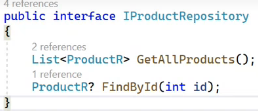 4 references
public interface IProductRepository
{
2 references
List<ProductR> GetAllProducts();
1 reference
ProductR? FindById(int id);
}